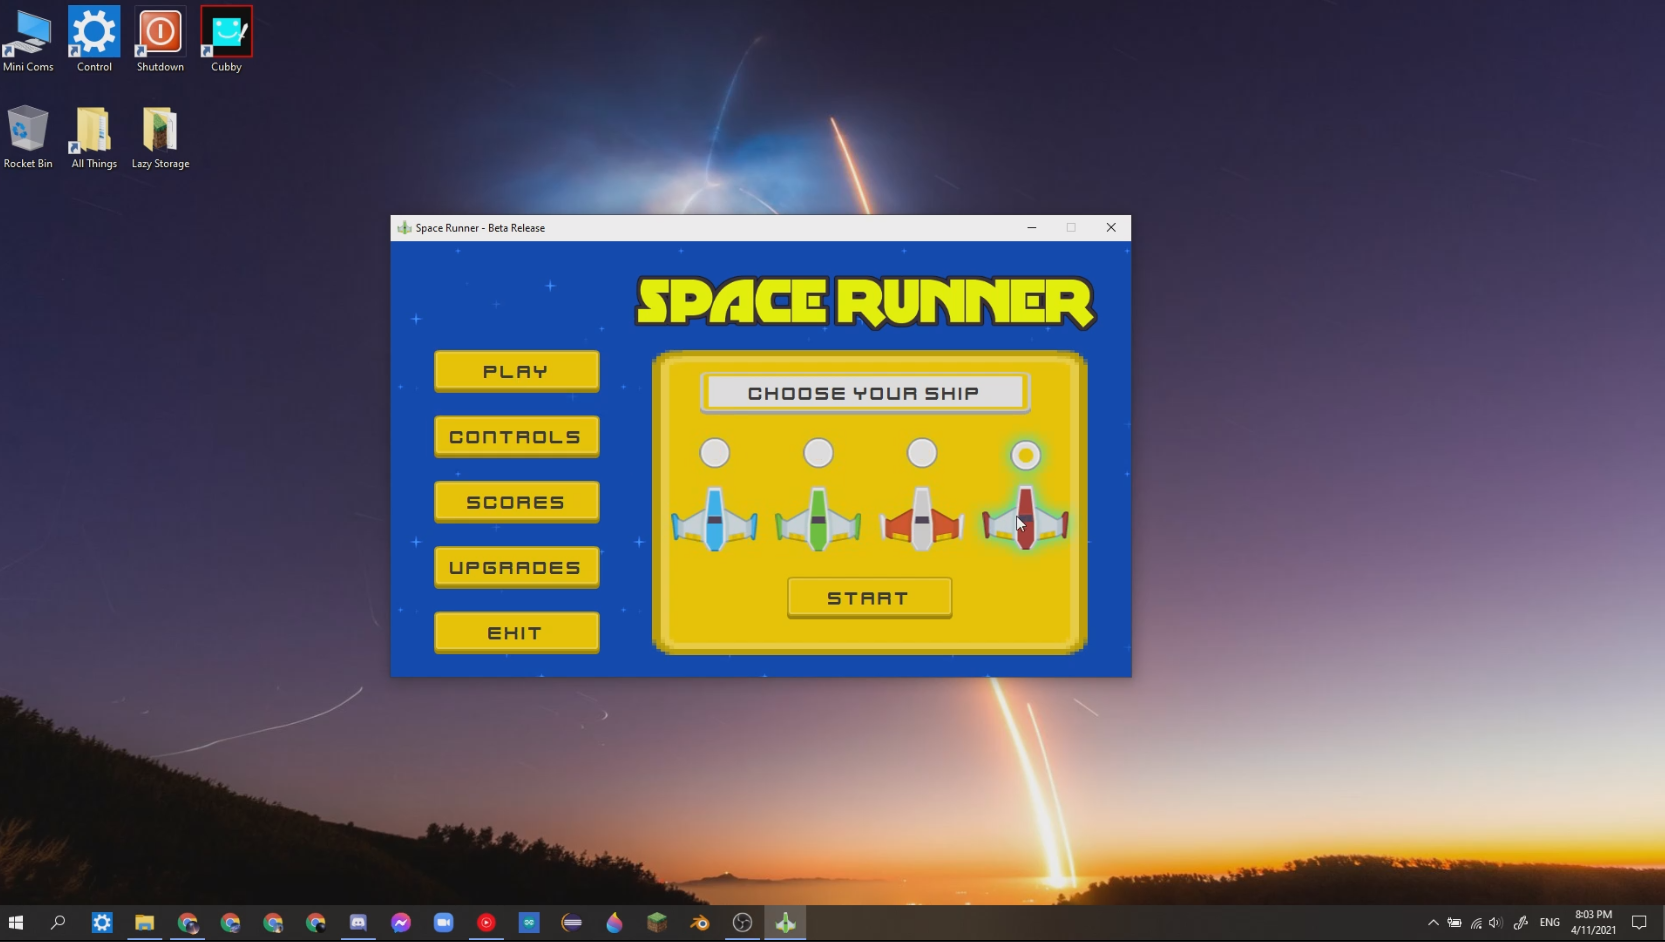 Mini Coms
Control
Shutdown
Cubby
Rocket Bin
All Things
Lazy Storage
Space Runner - Beta Release
SPACE RUNNER
PLAY
CONTROLS
SCORES
UPGRADES
EXIT
CHOOSE YOUR SHIP
START
ENG
8:03 PM
4/11/2021